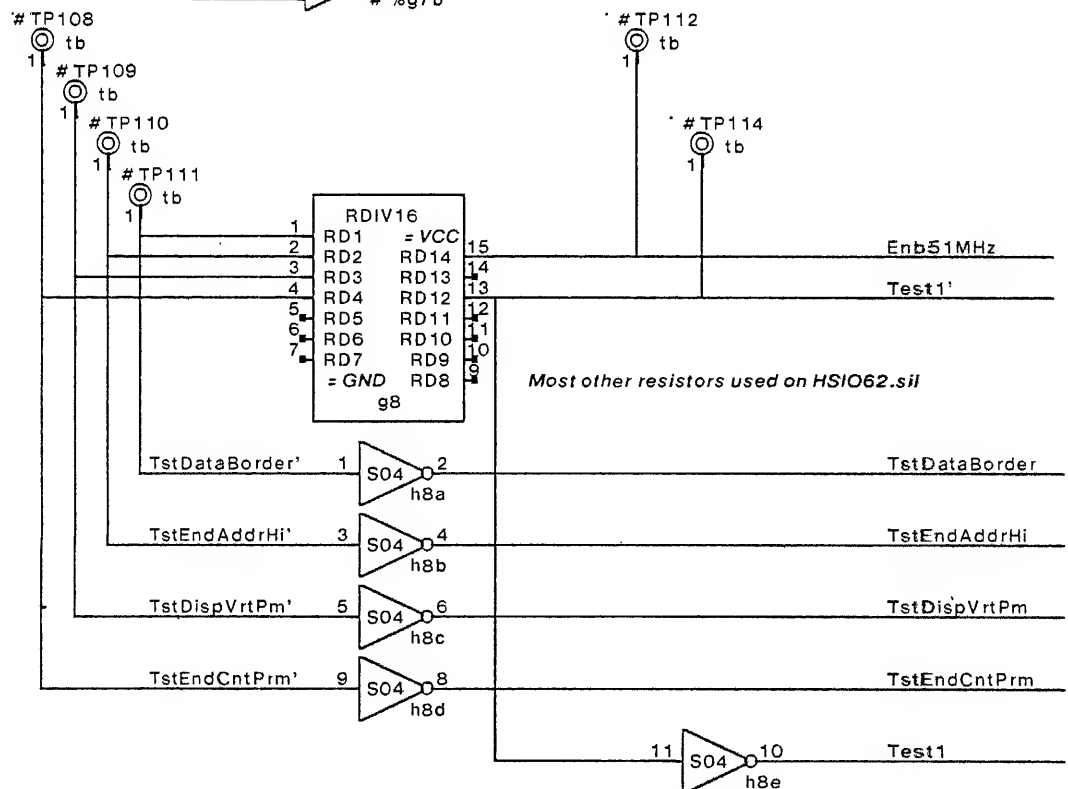 # %g7b
#TP108
tb
1
#TP109
tb
1
#TP110
tb
1
#TP111
tb
1
#TP112
tb
1
#TP114
tb
1
RDIV16
1 RD1 =VCC
2 RD2 RD14 15 Enb51MHz
3 RD3 RD13 14
4 RD4 RD12 13 Test1'
5 RD5 RD11 12
6 RD6 RD10 11
7 RD7 RD9 10
=GND RD8 9
g8
Most other resistors used on HSIO62.sil
TstDataBorder' 1 S04 2 TstDataBorder
h8a
TstEndAddrHi' 3 S04 4 TstEndAddrHi
h8b
TstDispVrtPm' 5 S04 6 TstDispVrtPm
h8c
TstEndCntPrm' 9 S04 8 TstEndCntPrm
h8d
11 S04 10 Test1
h8e